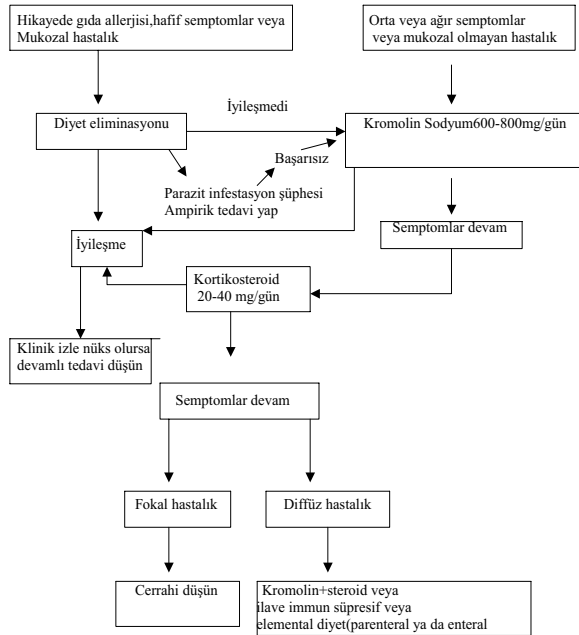 Hikayede gıda allerjisi,hafif semptomlar veya
Mukozal hastalık
Orta veya ağır semptomlar
veya mukozal olmayan hastalık
İyileşmedi
Diyet eliminasyonu
Kromolin Sodyum600-800mg/gün
Başarısız
Parazit infestasyon şüphesi
Ampirik tedavi yap
İyileşme
Semptomlar devam
Kortikosteroid
20-40 mg/gün
Klinik izle nüks olursa
devamlı tedavi düşün
Semptomlar devam
Fokal hastalık
Diffüz hastalık
Cerrahi düşün
Kromolin+steroid veya
ilave immun süpresif veya
elemental diyet(parenteral ya da enteral